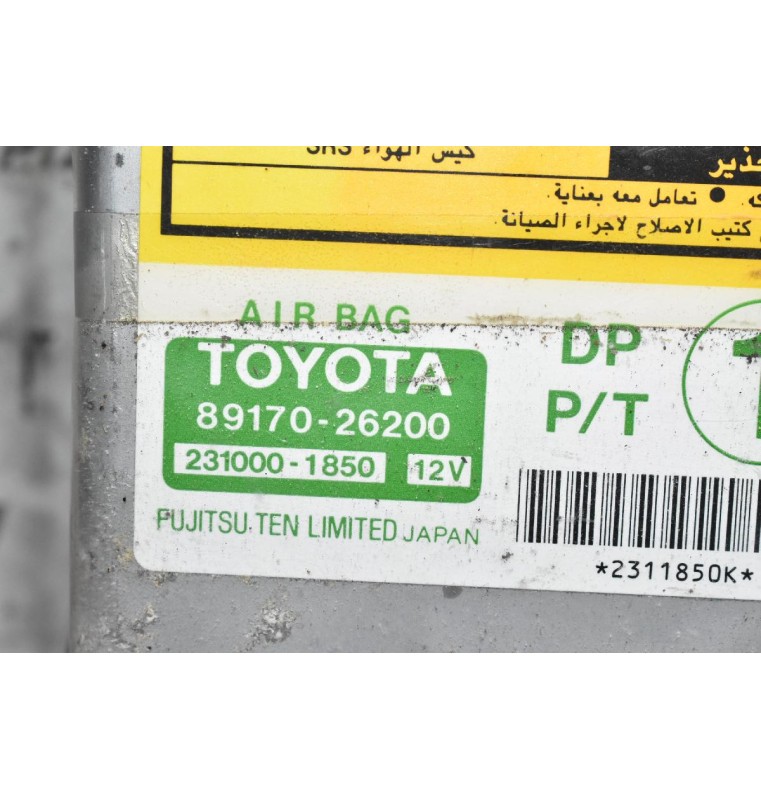 كيس الهواء SRS
تعامل معه بعناية. ●
كتيب الاصلاح لاجراء الصيانة.
AIR BAG
TOYOTA
89170-26200
231000-1850 12V
FUJITSU TEN LIMITED JAPAN
DP
P/T
*2311850K*